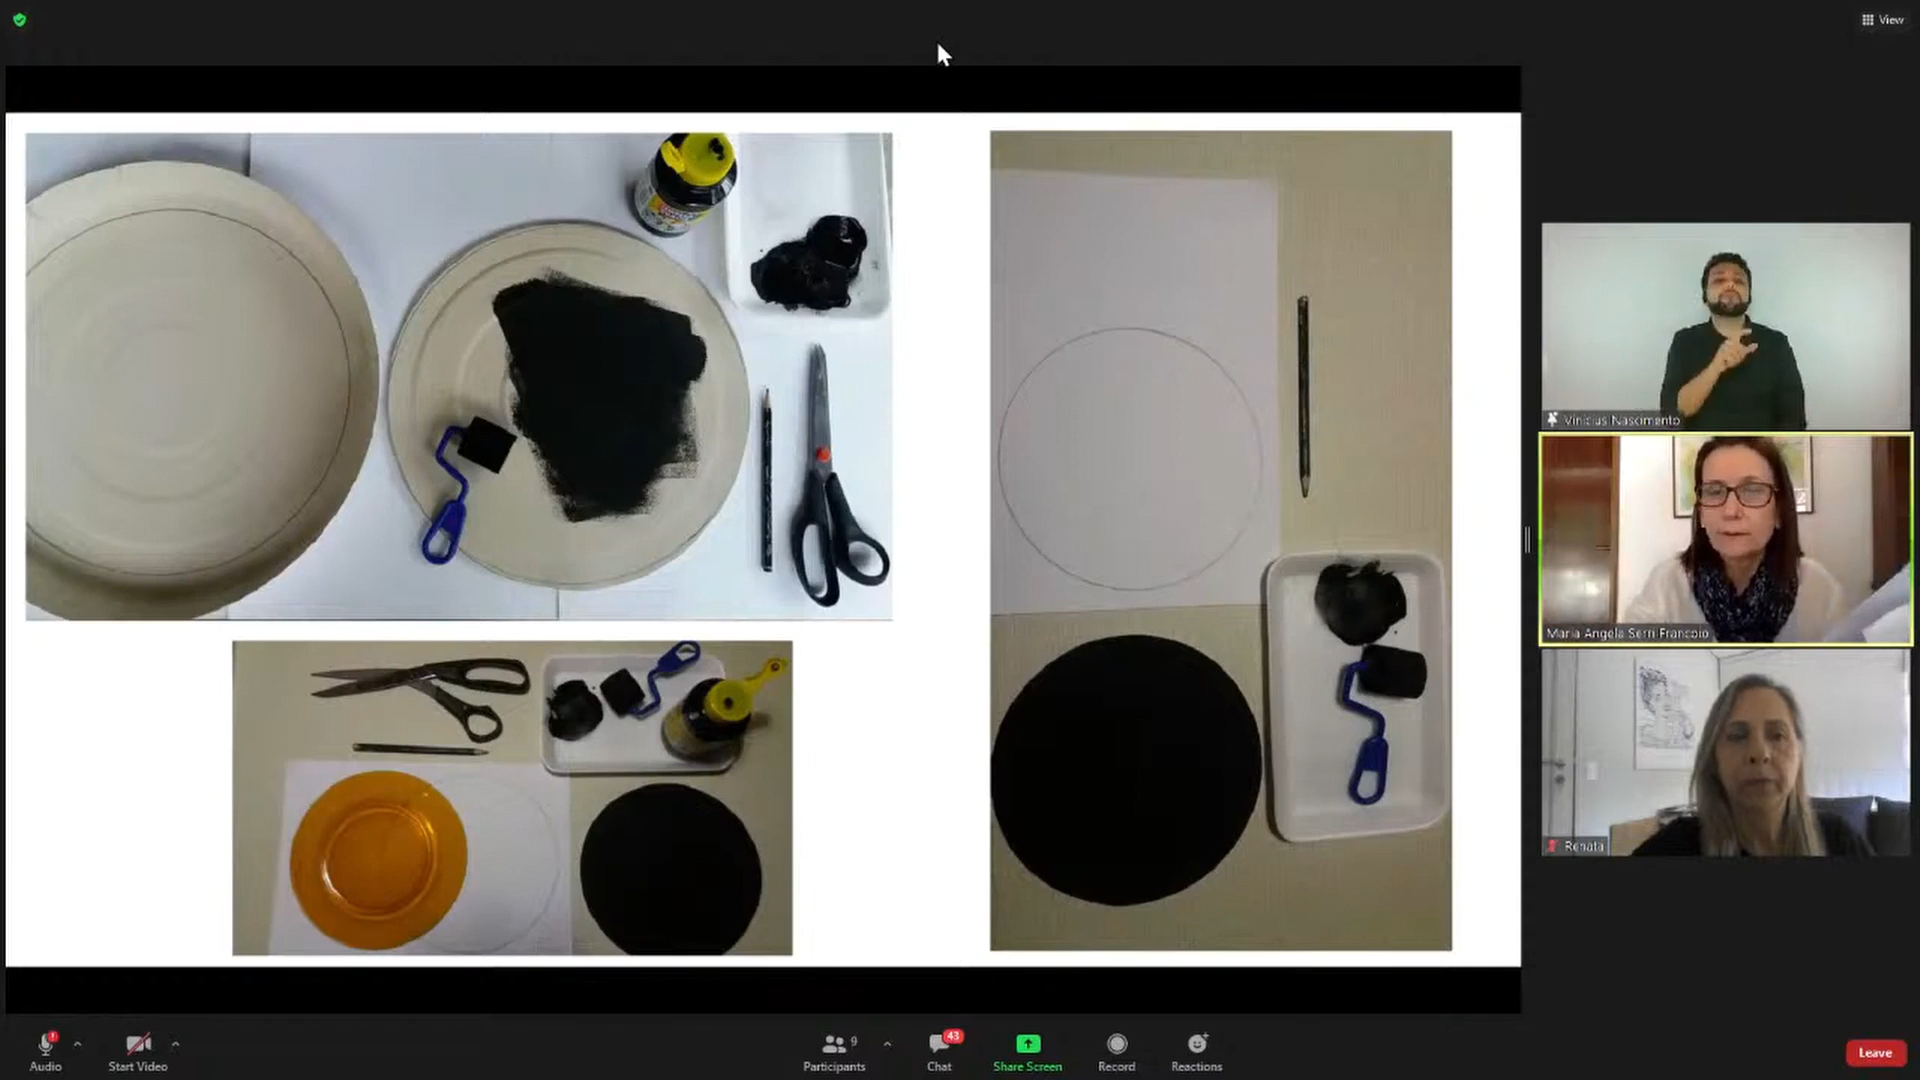 View
Vinicius Nascimento
Maria Angela Serri Francoio
Renata
Audio
Start Video
9
Participants
43
Chat
Share Screen
Record
Reactions
Leave